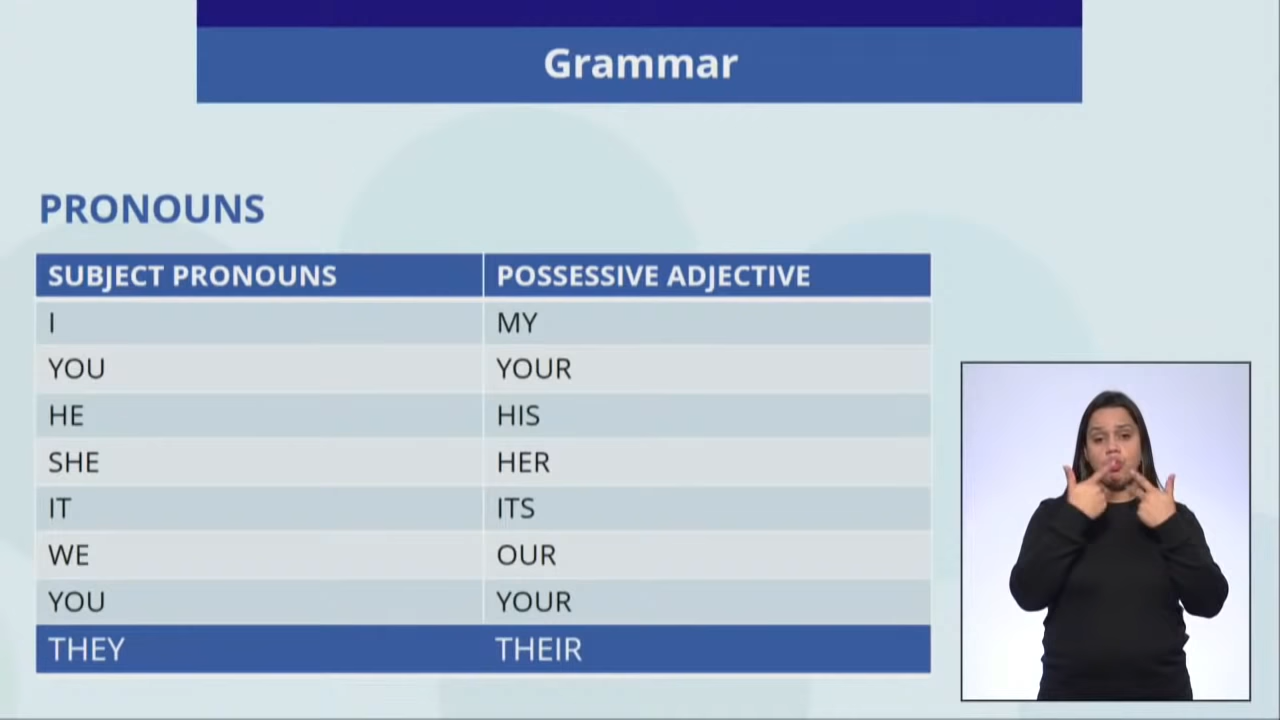 Grammar
PRONOUNS
SUBJECT PRONOUNS POSSESSIVE ADJECTIVE
I MY
YOU YOUR
HE HIS
SHE HER
IT ITS
WE OUR
YOU YOUR
THEY THEIR